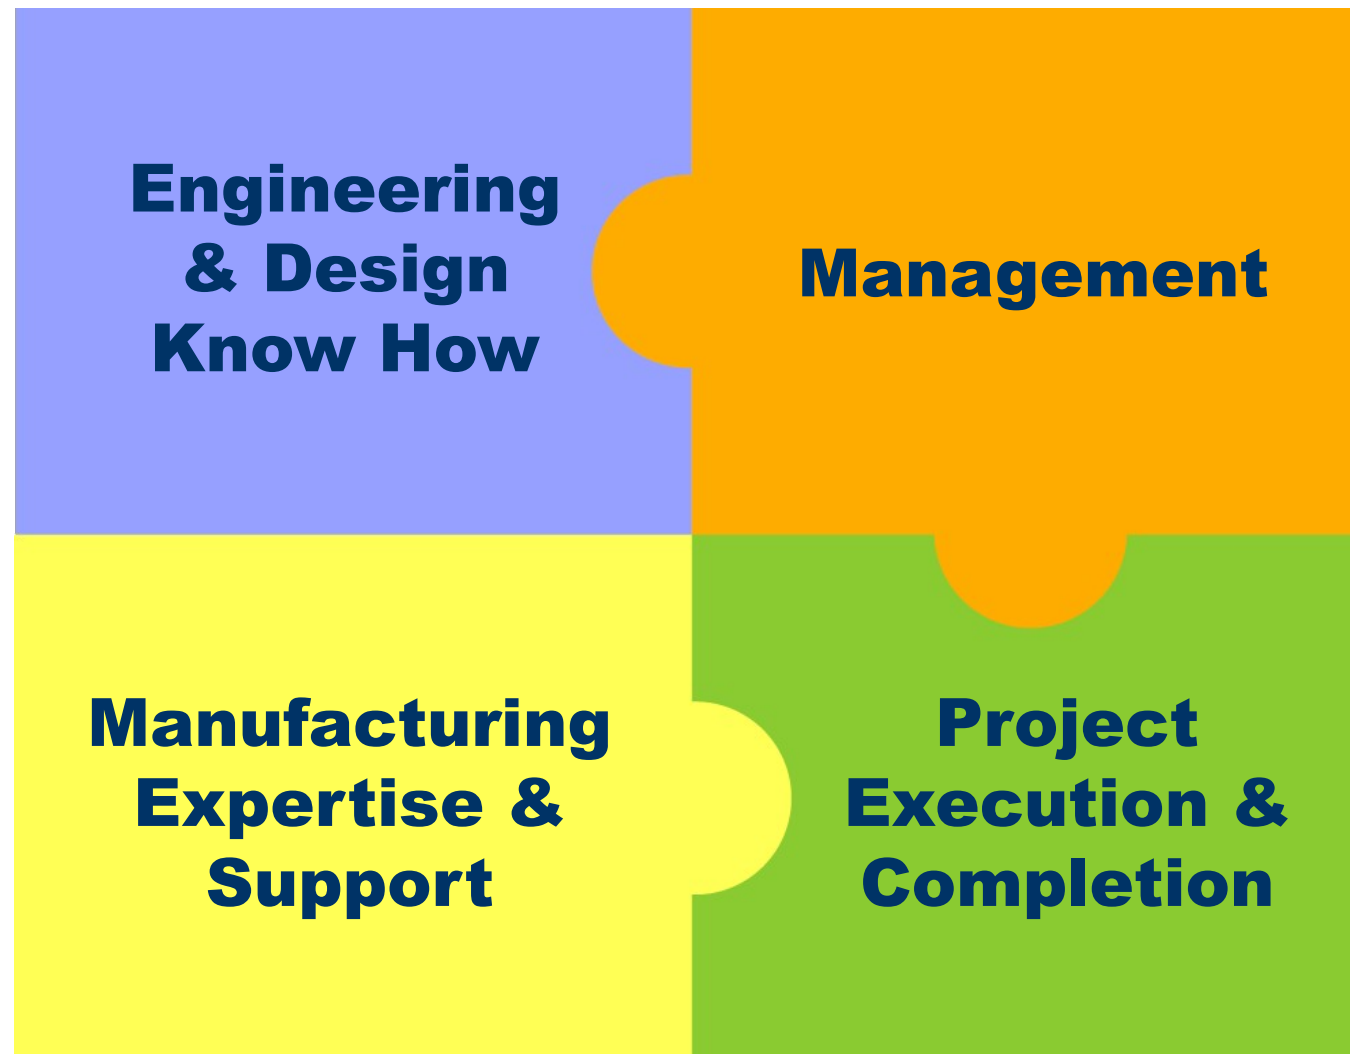 Engineering
& Design
Know How
Management
Manufacturing
Expertise &
Support
Project
Execution &
Completion